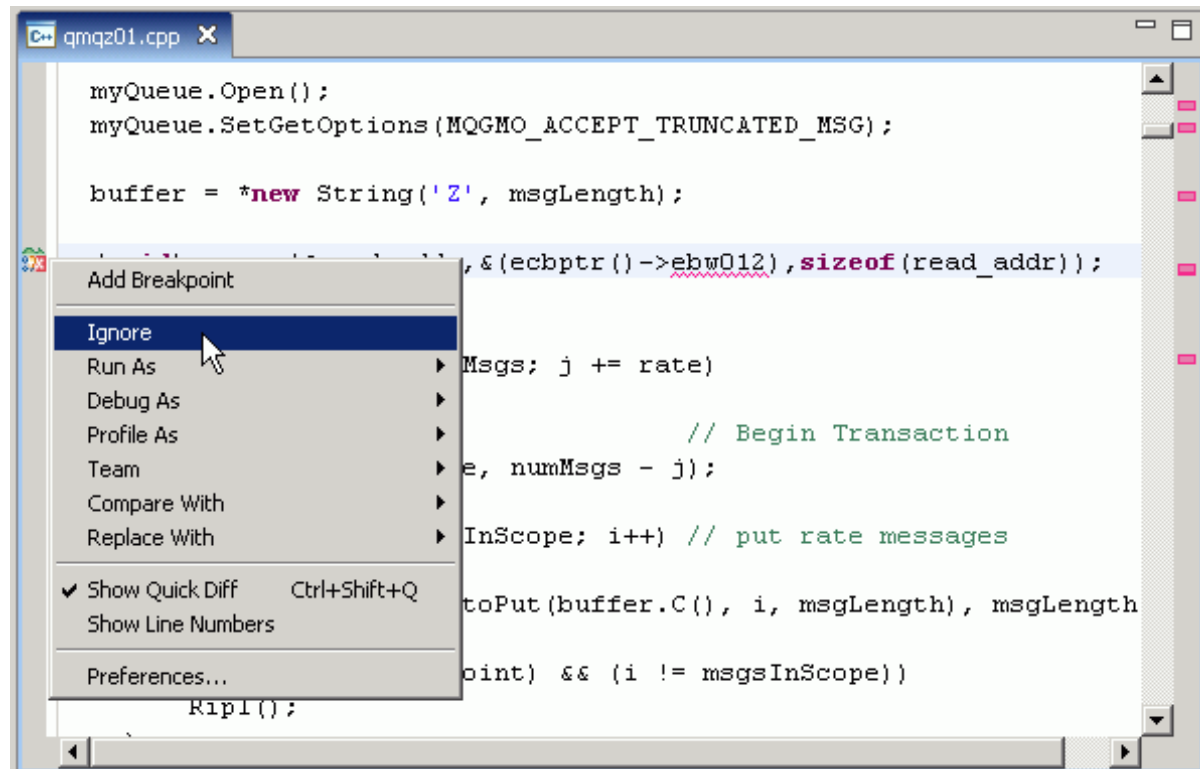 C++ qmqz01.cpp
myQueue.Open();
myQueue.SetGetOptions(MQGMO_ACCEPT_TRUNCATED_MSG);
buffer = *new String('Z', msgLength);
,&(ecbptr()->ebw012),sizeof(read_addr));
Add Breakpoint
Ignore
Run As
Msgs; j += rate)
Debug As
Profile As
// Begin Transaction
Team
e, numMsgs - j);
Compare With
Replace With
InScope; i++) // put rate messages
Show Quick Diff Ctrl+Shift+Q
toPut(buffer.C(), i, msgLength), msgLength
Show Line Numbers
Preferences...
oint) && (i != msgsInScope))
Rip1();